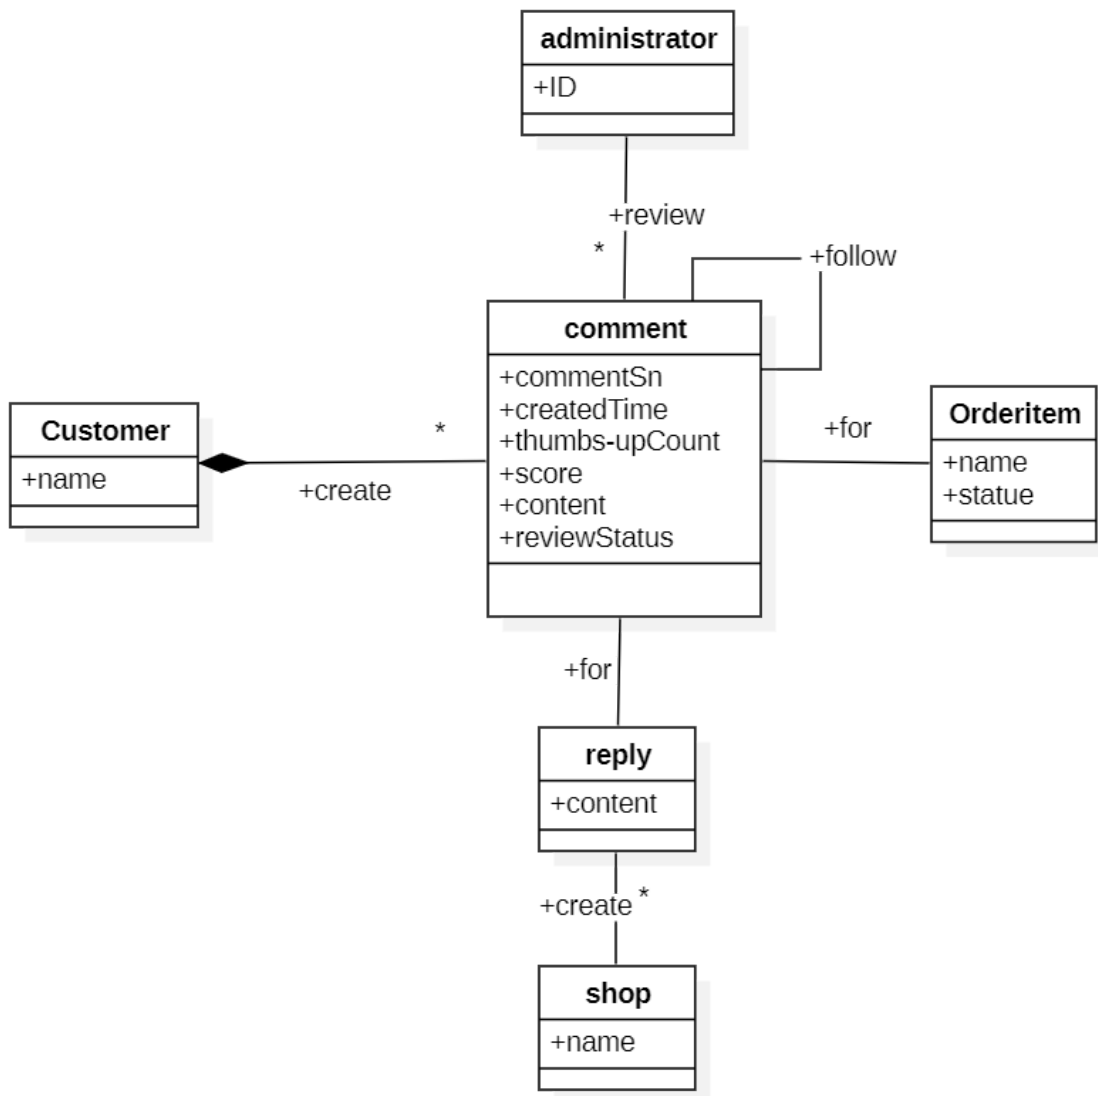 administrator
+ID
+review
*
+follow
comment
+commentSn
+createdTime
+thumbs-upCount
+score
+content
+reviewStatus
Customer
+name
*
+create
+for
Orderitem
+name
+statue
+for
reply
+content
+create
*
shop
+name